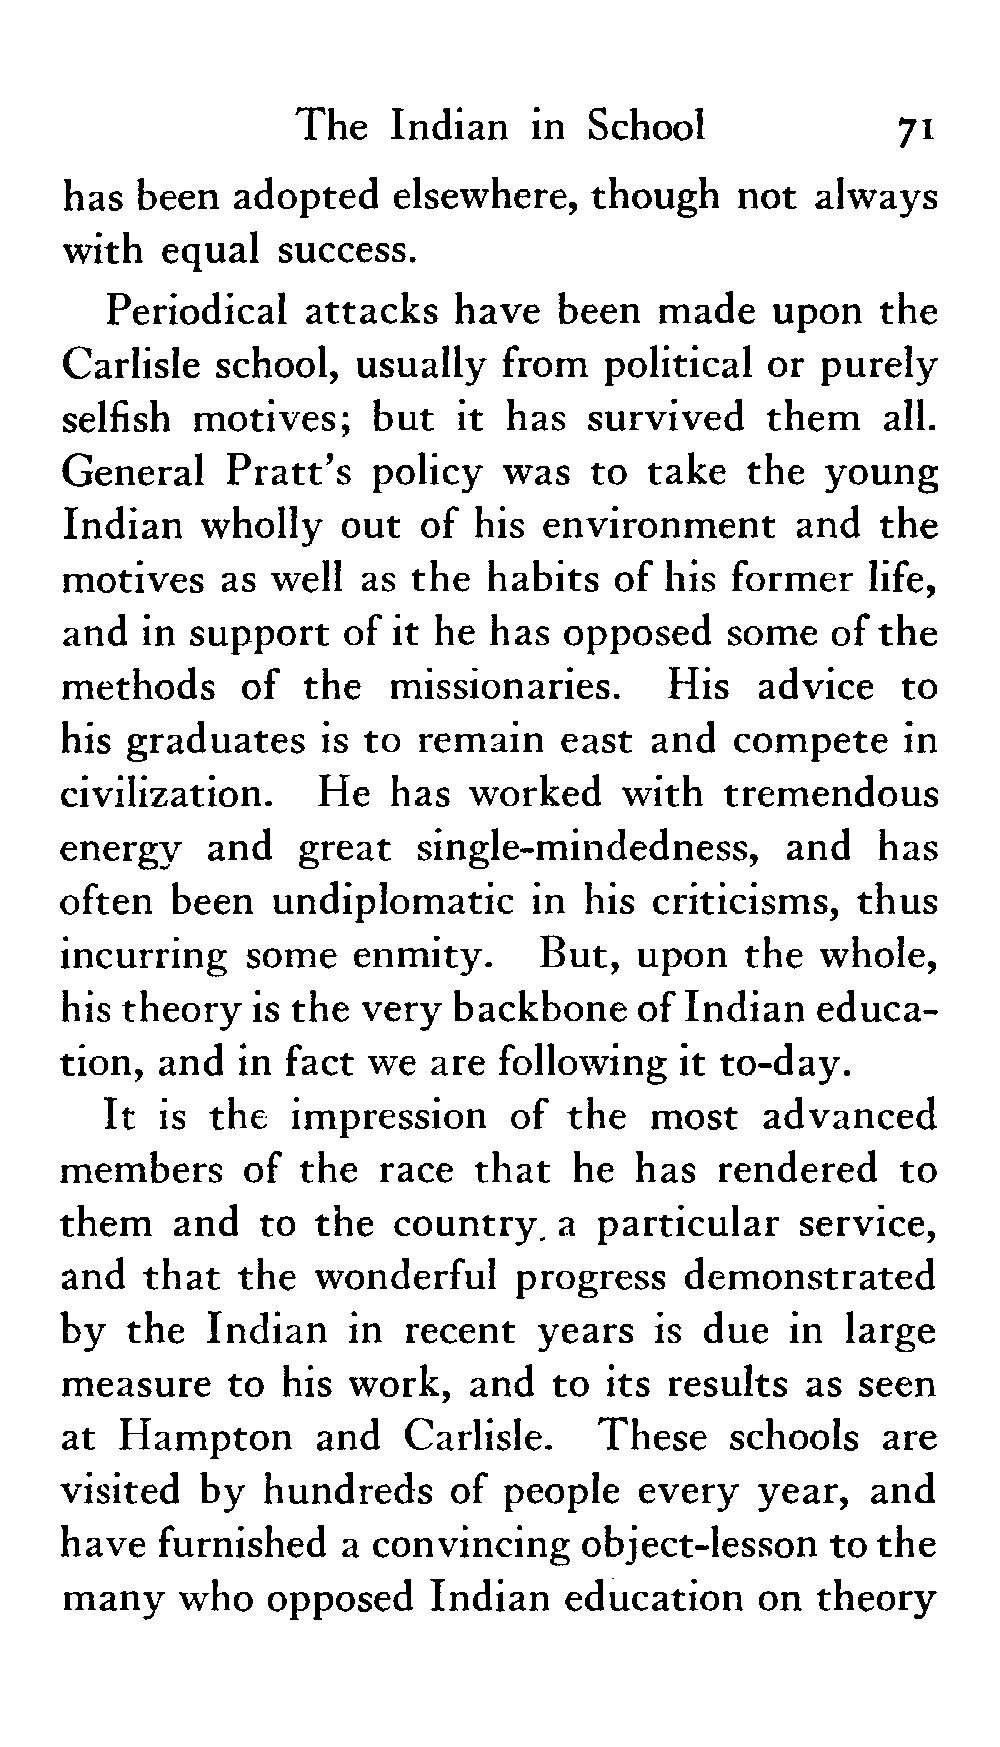 The Indian in School 71
has been adopted elsewhere, though not always
with equal success.
Periodical attacks have been made upon the
Carlisle school, usually from political or purely
selfish motives; but it has survived them all.
General Pratt's policy was to take the young
Indian wholly out of his environment and the
motives as well as the habits of his former life,
and in support of it he has opposed some of the
methods of the missionaries. His advice to
his graduates is to remain east and compete in
civilization. He has worked with tremendous
energy and great single-mindedness, and has
often been undiplomatic in his criticisms, thus
incurring some enmity. But, upon the whole,
his theory is the very backbone of Indian educa-
tion, and in fact we are following it to-day.
It is the impression of the most advanced
members of the race that he has rendered to
them and to the country. a particular service,
and that the wonderful progress demonstrated
by the Indian in recent years is due in large
measure to his work, and to its results as seen
at Hampton and Carlisle. These schools are
visited by hundreds of people every year, and
have furnished a convincing object-lesson to the
many who opposed Indian education on theory